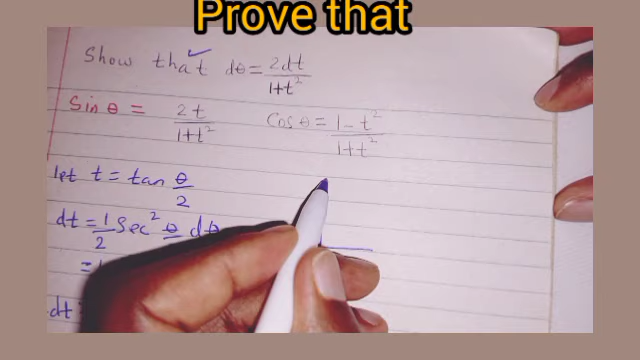 Prove that
Show that dθ = 2dt / 1+t²
Sin θ = 2t / 1+t² Cos θ = 1-t² / 1+t²
let t = tan θ/2
dt = 1/2 Sec² θ dθ
=
dt